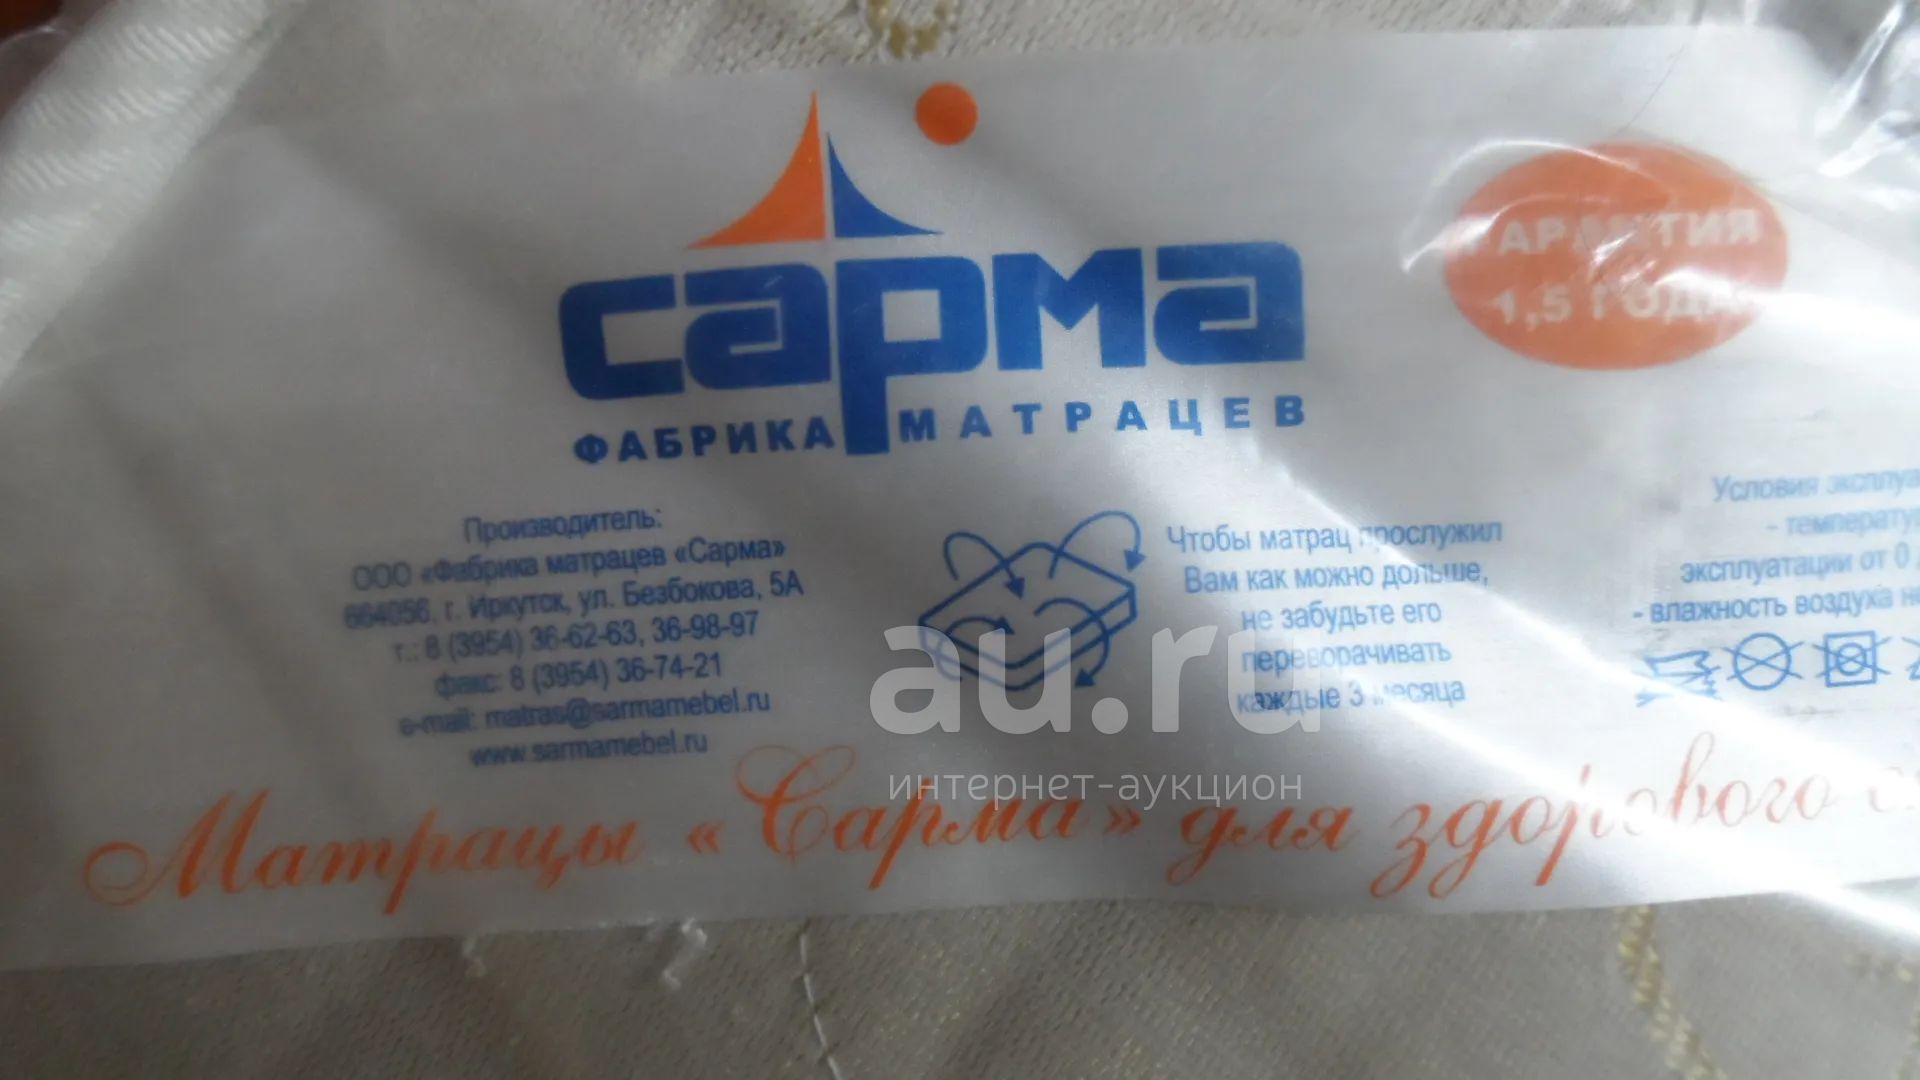 сарма
ФАБРИКА МАТРАЦЕВ
ГАРАНТИЯ
1,5 ГОДА
Производитель:
ООО «Фабрика матрацев «Сарма»
664056, г. Иркутск, ул. Безбокова, 5А
т.: 8 (3954) 36-62-63, 36-98-97
факс: 8 (3954) 36-74-21
e-mail: matras@sarmamebel.ru
www.sarmamebel.ru
Чтобы матрац прослужил
Вам как можно дольше,
не забудьте его
переворачивать
каждые 3 месяца
Условия
-
эксплуатации от 0
- влажность воздуха
Матрацы «Сарма» для здорового
au.ru
интернет-аукцион